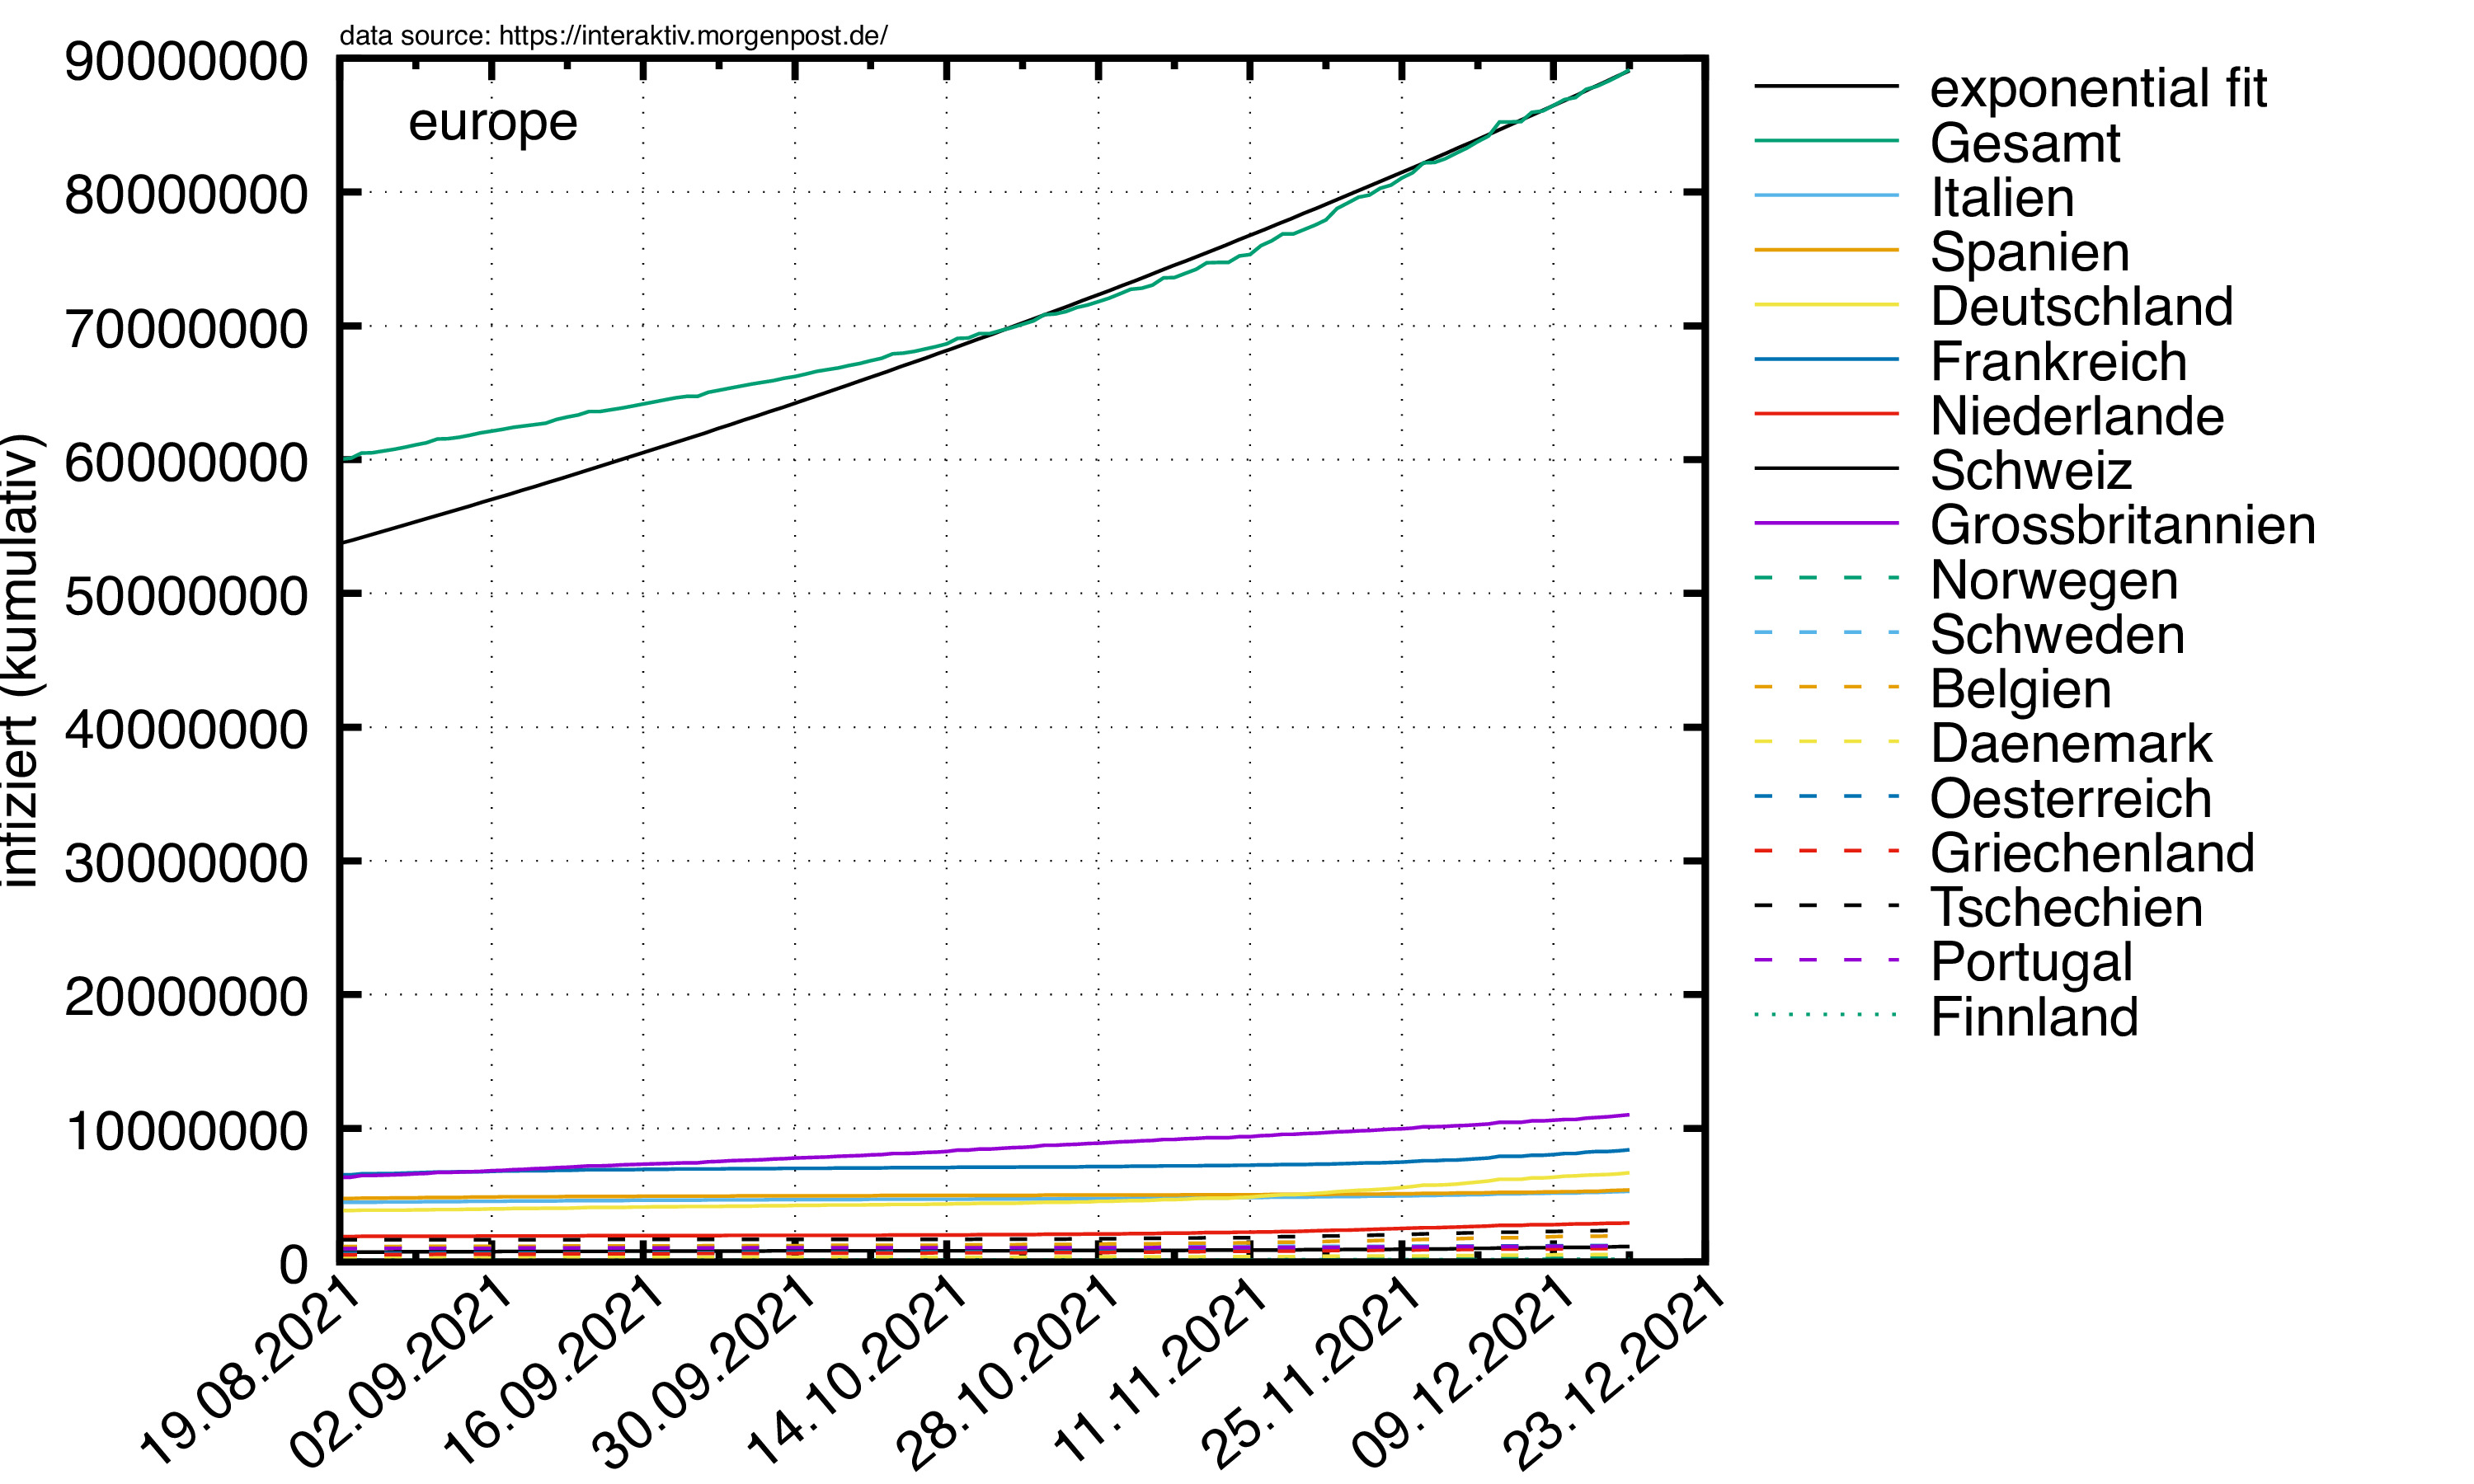 data source: https://interaktiv.morgenpost.de/
90000000
80000000
70000000
60000000
50000000
40000000
30000000
20000000
10000000
0
infiziert (kumulativ)
europe
19.08.2021
02.09.2021
16.09.2021
30.09.2021
14.10.2021
28.10.2021
11.11.2021
25.11.2021
09.12.2021
23.12.2021
exponential fit
Gesamt
Italien
Spanien
Deutschland
Frankreich
Niederlande
Schweiz
Grossbritannien
Norwegen
Schweden
Belgien
Daenemark
Oesterreich
Griechenland
Tschechien
Portugal
Finnland